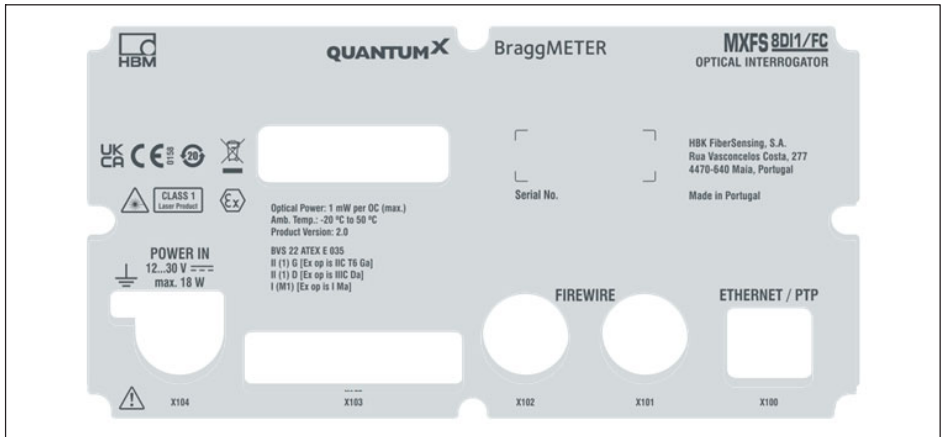 HBM
QUANTUMX
BraggMETER
MXFS 8DI1/FC
OPTICAL INTERROGATOR
UK
CA
CE 0158
20
HBK FiberSensing, S.A.
Rua Vasconcelos Costa, 277
4470-640 Maia, Portugal
CLASS 1
Laser Product
Ex
Serial No.
Made in Portugal
Optical Power: 1 mW per OC (max.)
Amb. Temp.: -20 ºC to 50 ºC
Product Version: 2.0
BVS 22 ATEX E 035
II (1) G [Ex op is IIC T6 Ga]
II (1) D [Ex op is IIIC Da]
I (M1) [Ex op is I Ma]
POWER IN
12...30 V
max. 18 W
FIREWIRE
ETHERNET / PTP
X104
X103
X102
X101
X100